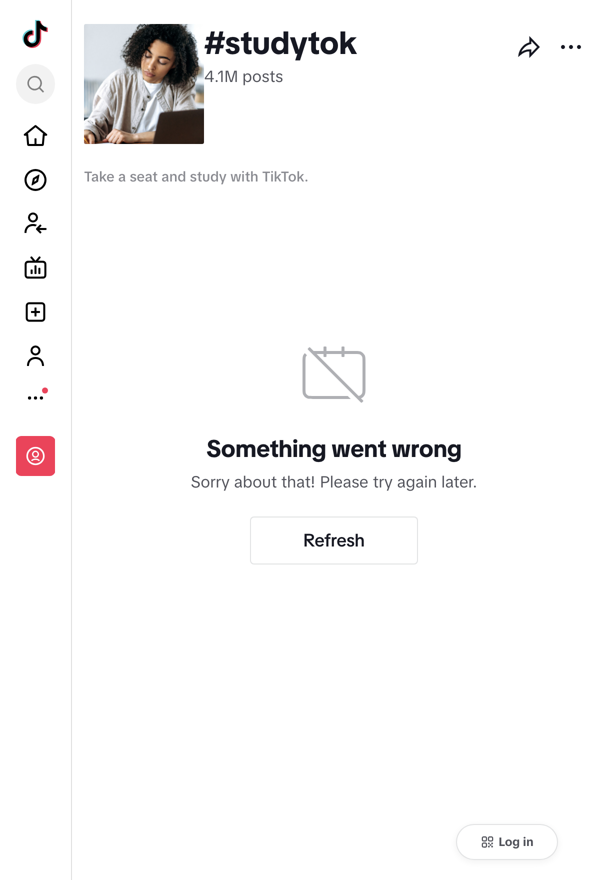 #studytok
4.1M posts
Take a seat and study with TikTok.
Something went wrong
Sorry about that! Please try again later.
Refresh
Log in